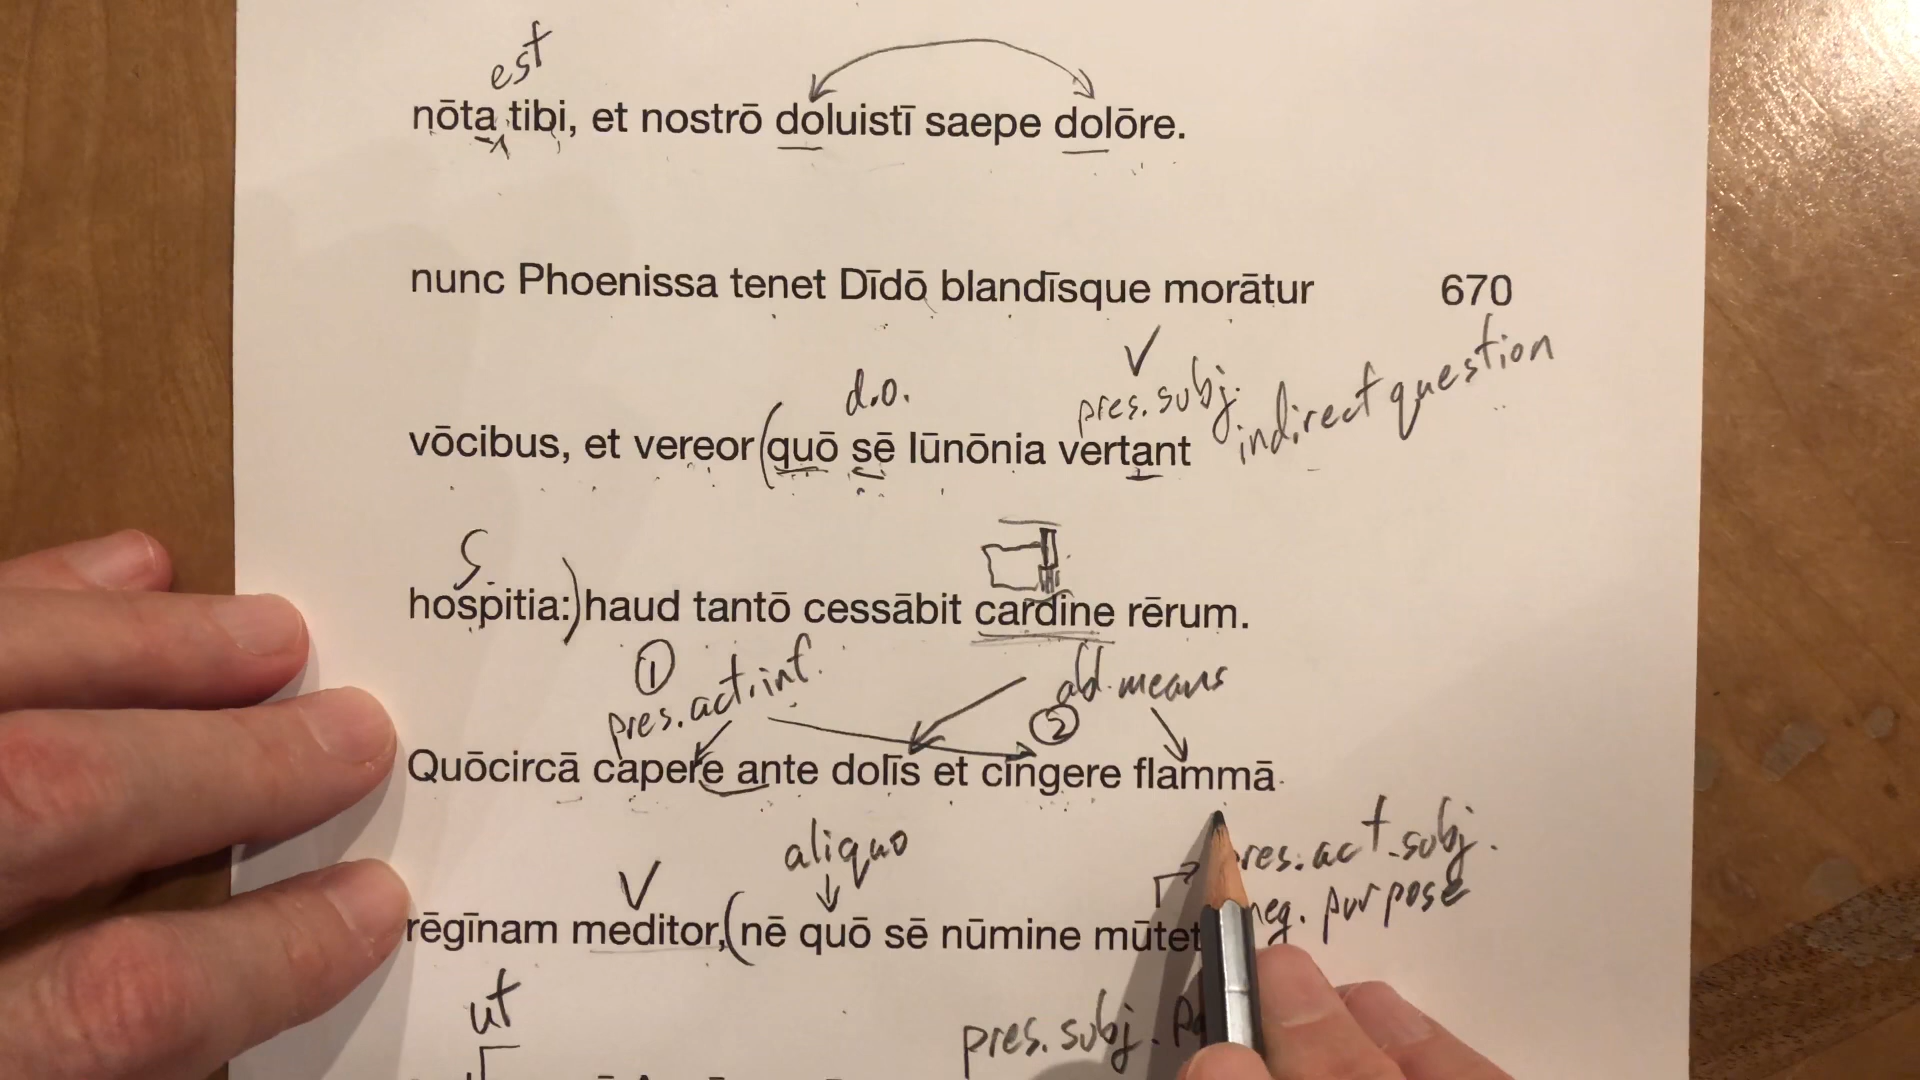 est
nōta tibi, et nostrō doluistī saepe dolōre.
nunc Phoenissa tenet Dīdō blandīsque morātur 670
V
d.o. pres. subj. indirect question
vōcibus, et vereor (quō sē Iūnōnia vertant
S
hospitia:) haud tantō cessābit cardine rērum.
① pres. act. inf. abl. means
②
Quōcircā capere ante dolīs et cingere flammā
V aliquo pres. act. subj.
neg. purpose
rēgīnam meditor, (nē quō sē nūmine mūtet
ut pres. subj.